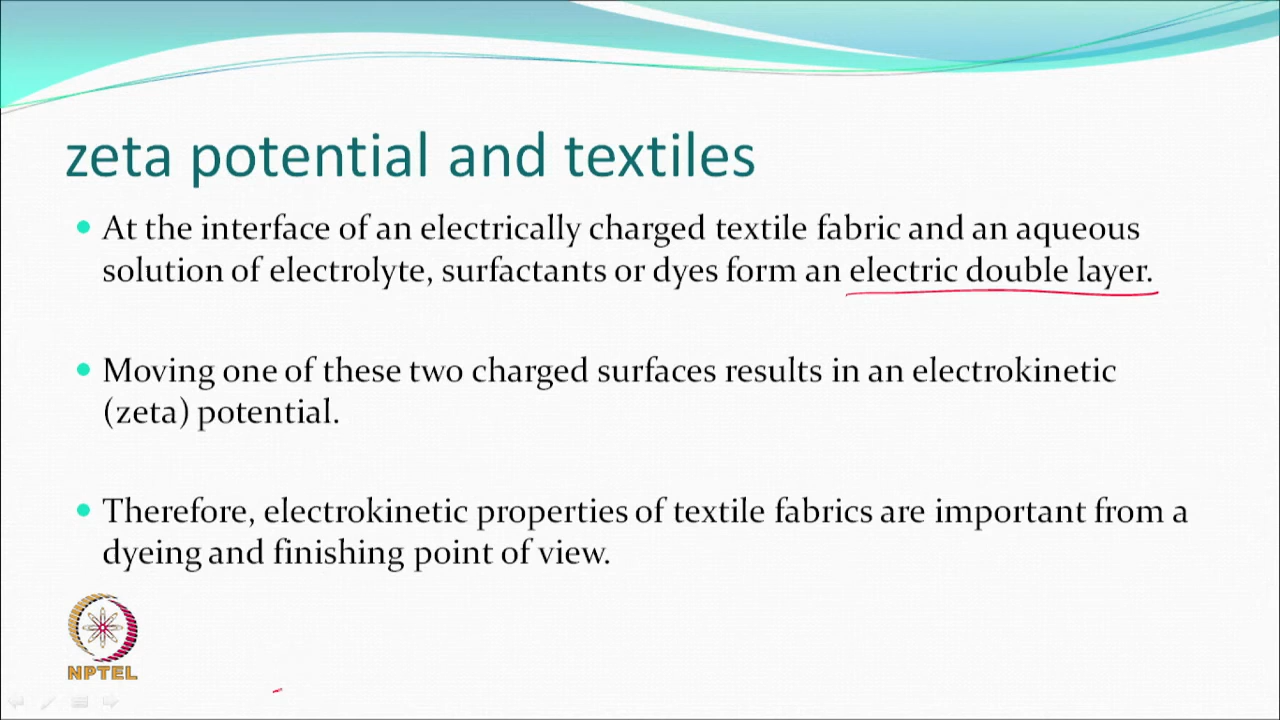 zeta potential and textiles
At the interface of an electrically charged textile fabric and an aqueous
solution of electrolyte, surfactants or dyes form an electric double layer.
Moving one of these two charged surfaces results in an electrokinetic
(zeta) potential.
Therefore, electrokinetic properties of textile fabrics are important from a
dyeing and finishing point of view.
NPTEL